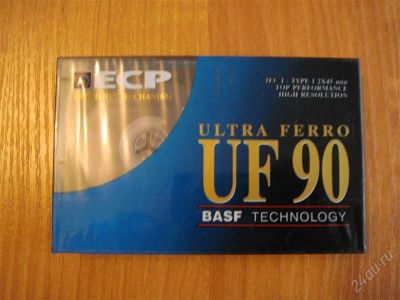 ECP
IEC I - TYPE I 2X45 min
TOP PERFORMANCE
HIGH RESOLUTION
ULTRA FERRO
UF 90
BASF TECHNOLOGY
24au.ru